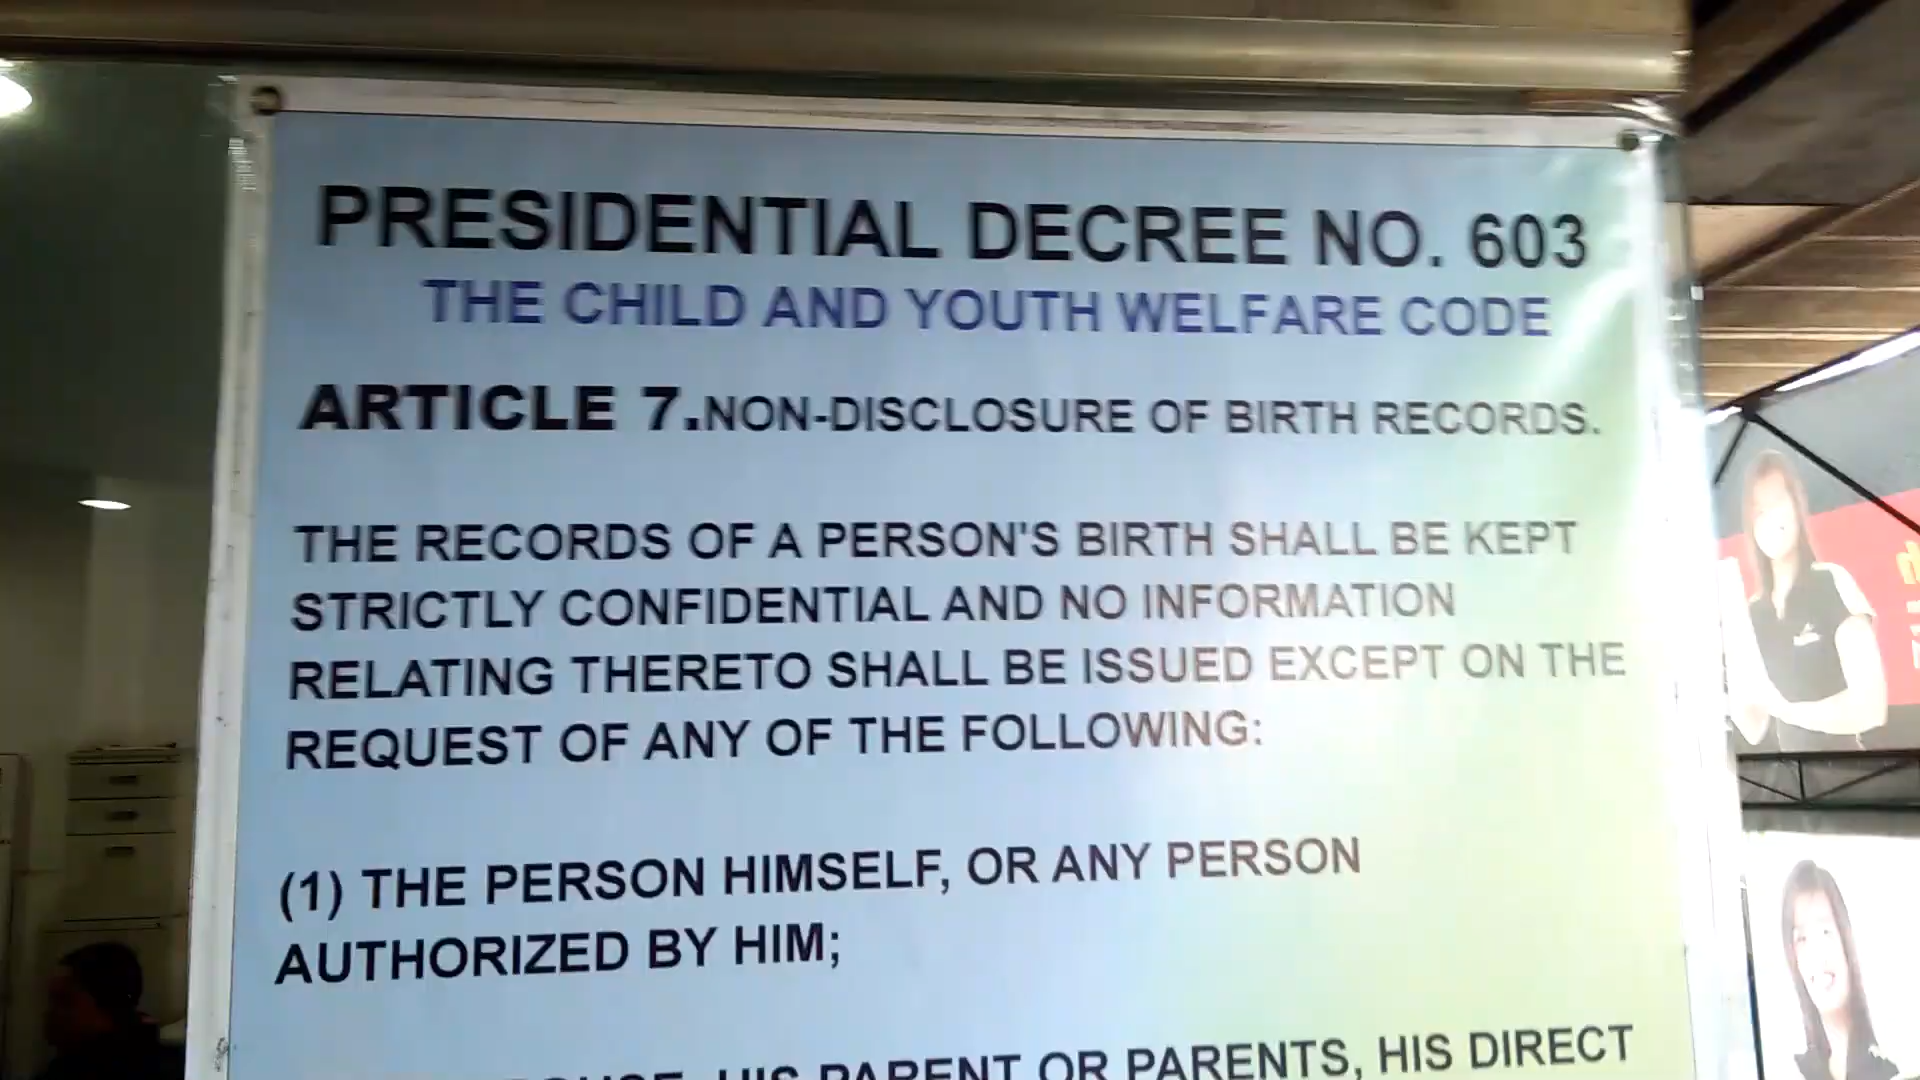 PRESIDENTIAL DECREE NO. 603
THE CHILD AND YOUTH WELFARE CODE
ARTICLE 7.NON-DISCLOSURE OF BIRTH RECORDS.
THE RECORDS OF A PERSON'S BIRTH SHALL BE KEPT
STRICTLY CONFIDENTIAL AND NO INFORMATION
RELATING THERETO SHALL BE ISSUED EXCEPT ON THE
REQUEST OF ANY OF THE FOLLOWING:
(1) THE PERSON HIMSELF, OR ANY PERSON
AUTHORIZED BY HIM;
HIS PARENT OR PARENTS, HIS DIRECT